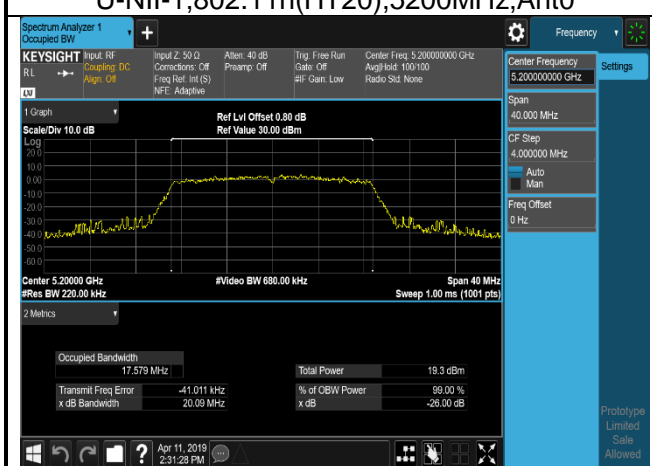 U-NII-1,802.11n(HT20),5200MHz,Ant0
Spectrum Analyzer 1
Occupied BW
+
Frequency
KEYSIGHT
RL
Input: RF
Coupling: DC
Align: Off
Input Z: 50 Ω
Corrections: Off
Freq Ref: Int (S)
NFE: Adaptive
Atten: 40 dB
Preamp: Off
Trig: Free Run
Gate: Off
#IF Gain: Low
Center Freq: 5.200000000 GHz
Avg|Hold: 100/100
Radio Std: None
Center Frequency
5.200000000 GHz
Settings
Span
40.000 MHz
CF Step
4.000000 MHz
Auto
Man
Freq Offset
0 Hz
1 Graph
Scale/Div 10.0 dB
Ref Lvl Offset 0.80 dB
Ref Value 30.00 dBm
Log
20.0
10.0
0.00
-10.0
-20.0
-30.0
-40.0
-50.0
-60.0
Center 5.20000 GHz
#Res BW 220.00 kHz
#Video BW 680.00 kHz
Span 40 MHz
Sweep 1.00 ms (1001 pts)
2 Metrics
Occupied Bandwidth
17.579 MHz
Total Power 19.3 dBm
Transmit Freq Error -41.011 kHz
% of OBW Power 99.00 %
x dB Bandwidth 20.09 MHz
x dB -26.00 dB
Prototype
Limited
Sale
Allowed
?
Apr 11, 2019
2:31:28 PM